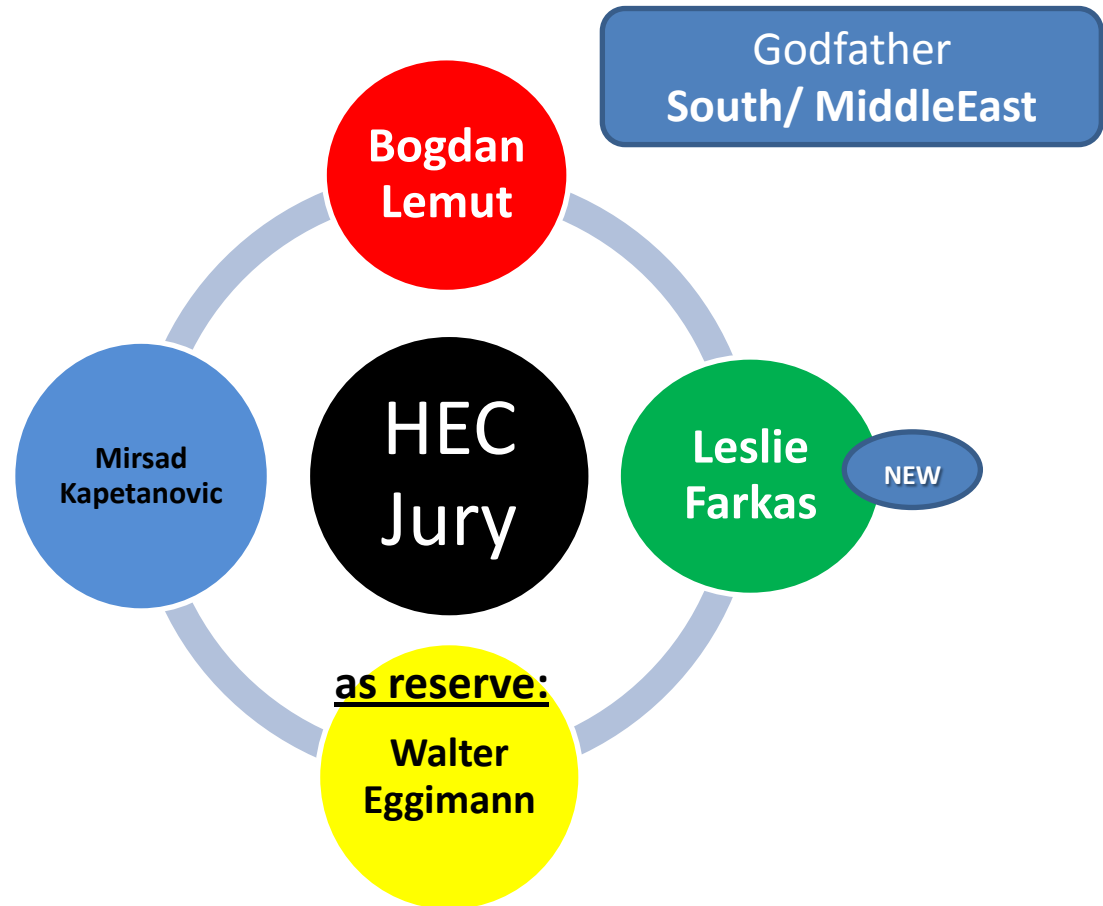 Godfather
South/ MiddleEast
Bogdan
Lemut
HEC
Jury
Mirsad
Kapetanovic
Leslie
Farkas
NEW
as reserve:
Walter
Eggimann